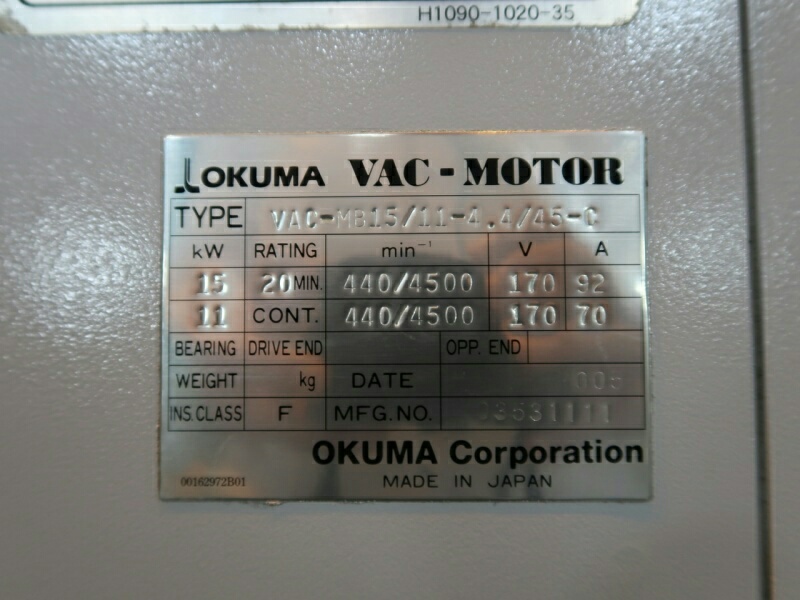 H1090-1020-35
OKUMA VAC-MOTOR
TYPE VAC-MB15/11-4.4/45-C
kW RATING min⁻¹ V A
15 20MIN. 440/4500 170 92
11 CONT. 440/4500 170 70
BEARING DRIVE END OPP. END
WEIGHT kg DATE
INS.CLASS F MFG.NO.
OKUMA Corporation
00162972B01 MADE IN JAPAN